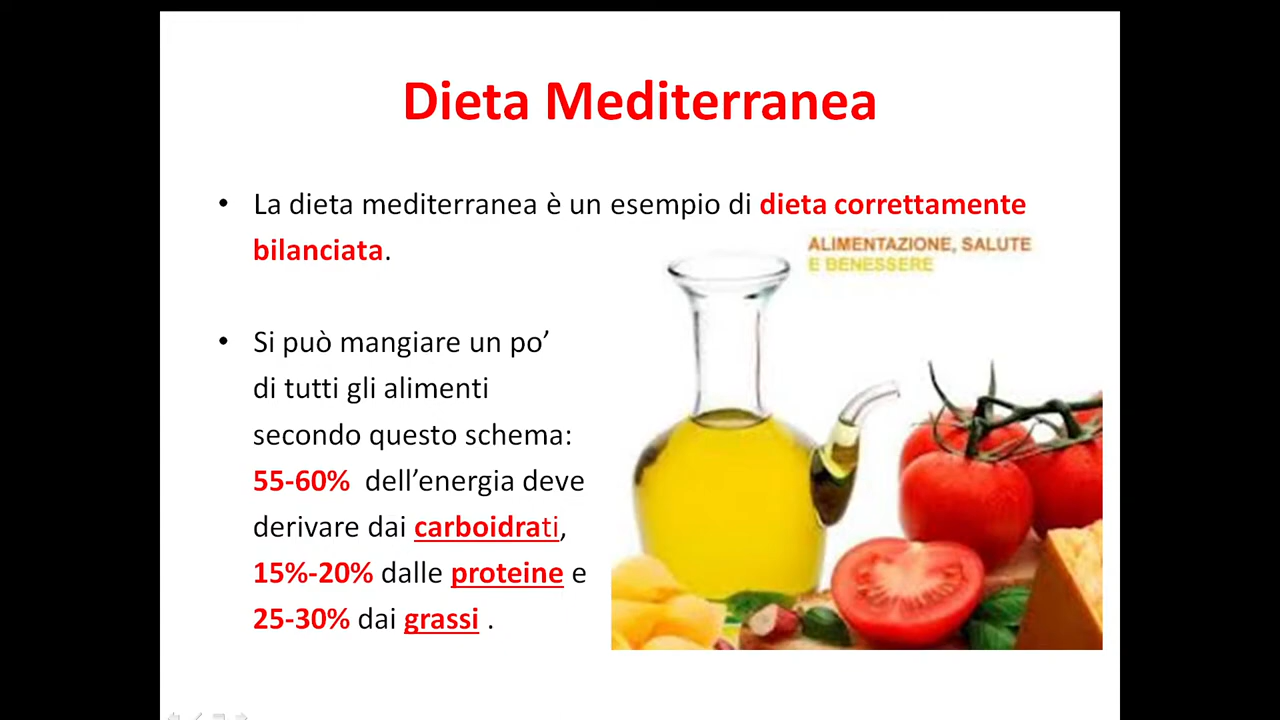 Dieta Mediterranea
• La dieta mediterranea è un esempio di dieta correttamente
bilanciata.
ALIMENTAZIONE, SALUTE
E BENESSERE
• Si può mangiare un po’
di tutti gli alimenti
secondo questo schema:
55-60% dell’energia deve
derivare dai carboidrati,
15%-20% dalle proteine e
25-30% dai grassi .